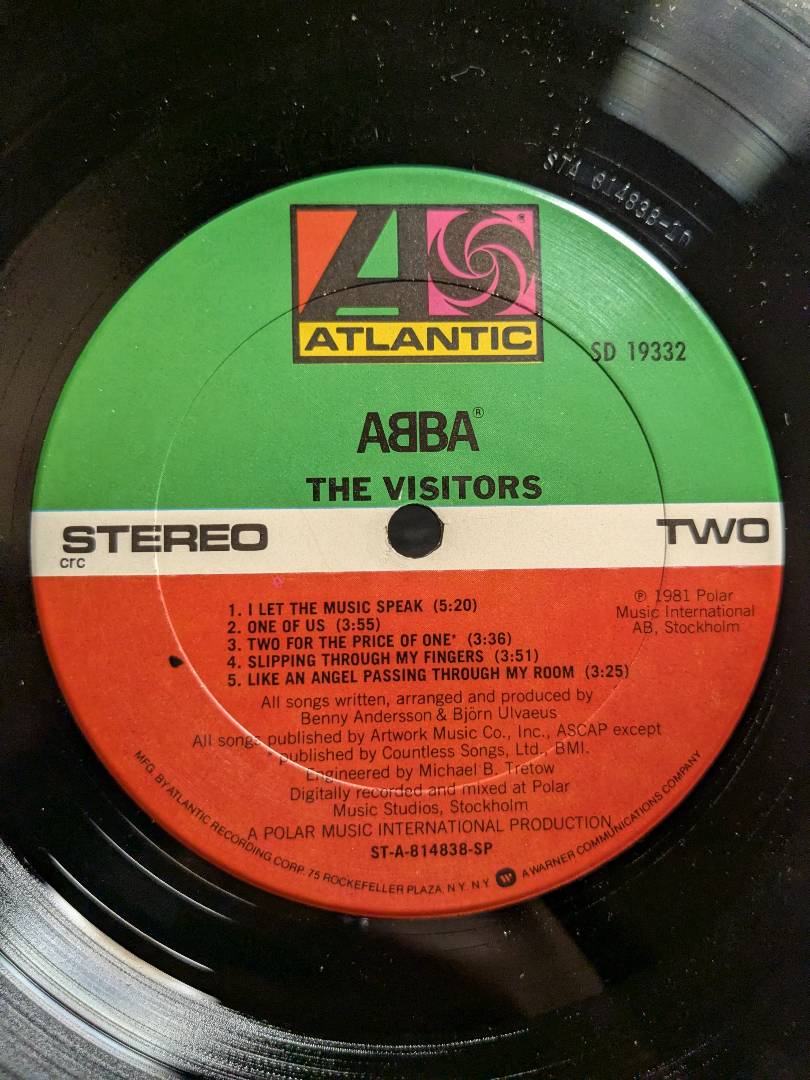 STA 814838-
ATLANTIC
SD 19332
ABBA®
THE VISITORS
STEREO
TWO
crc
℗ 1981 Polar
Music International
AB, Stockholm
1. I LET THE MUSIC SPEAK (5:20)
2. ONE OF US (3:55)
3. TWO FOR THE PRICE OF ONE* (3:36)
4. SLIPPING THROUGH MY FINGERS (3:51)
5. LIKE AN ANGEL PASSING THROUGH MY ROOM (3:25)
All songs written, arranged and produced by
Benny Andersson & Björn Ulvaeus
All songs published by Artwork Music Co., Inc., ASCAP except
* published by Countless Songs, Ltd., BMI.
Engineered by Michael B. Tretow
Digitally recorded and mixed at Polar
Music Studios, Stockholm
A POLAR MUSIC INTERNATIONAL PRODUCTION
ST-A-814838-SP
MFG. BY ATLANTIC RECORDING CORP. 75 ROCKEFELLER PLAZA, N.Y. N.Y. A WARNER COMMUNICATIONS COMPANY